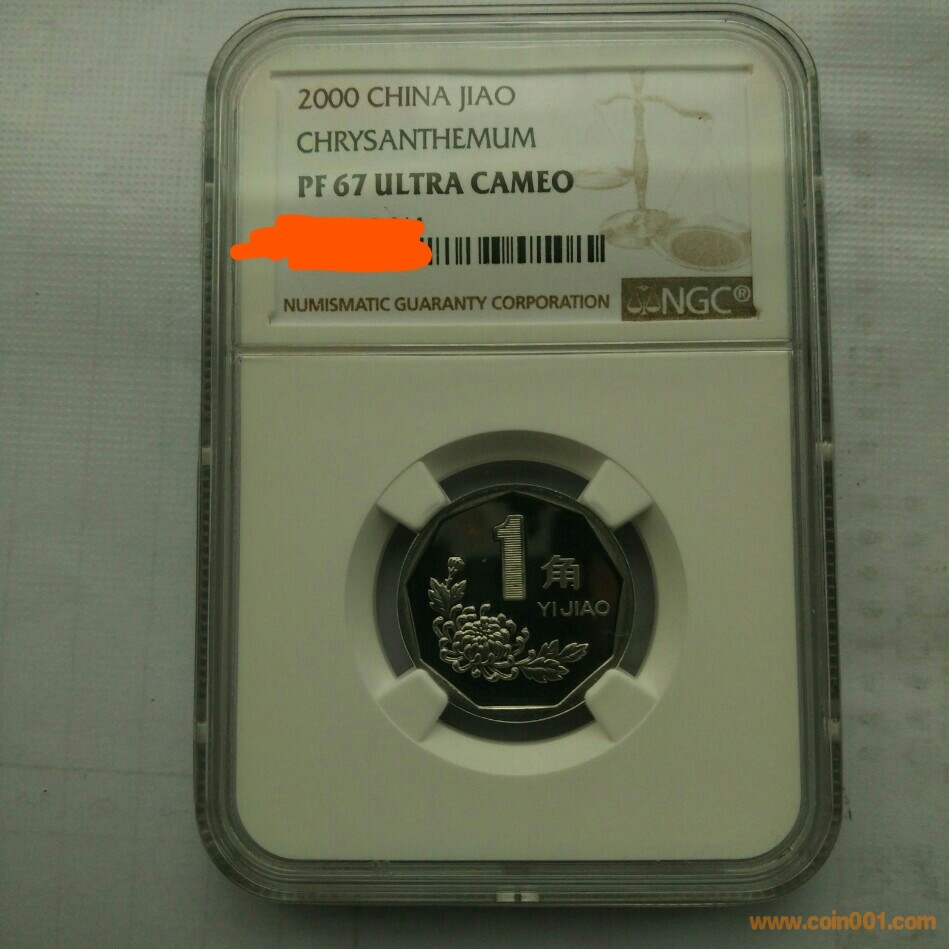 2000 CHINA JIAO
CHRYSANTHEMUM
PF 67 ULTRA CAMEO
NUMISMATIC GUARANTY CORPORATION NGC®
1角
YI JIAO
www.coin001.com